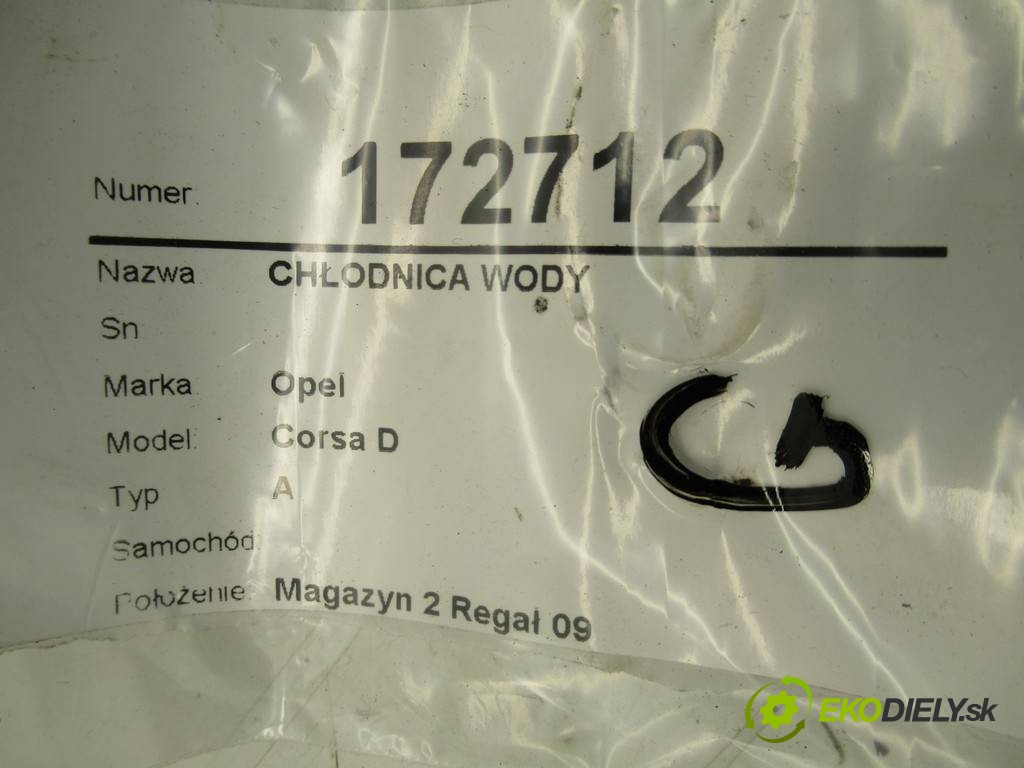 Numer: 172712
Nazwa CHŁODNICA WODY
Sn
Marka Opel
Model: Corsa D
Typ A
Samochód:
Położenie: Magazyn 2 Regał 09
EKODIELY.sk